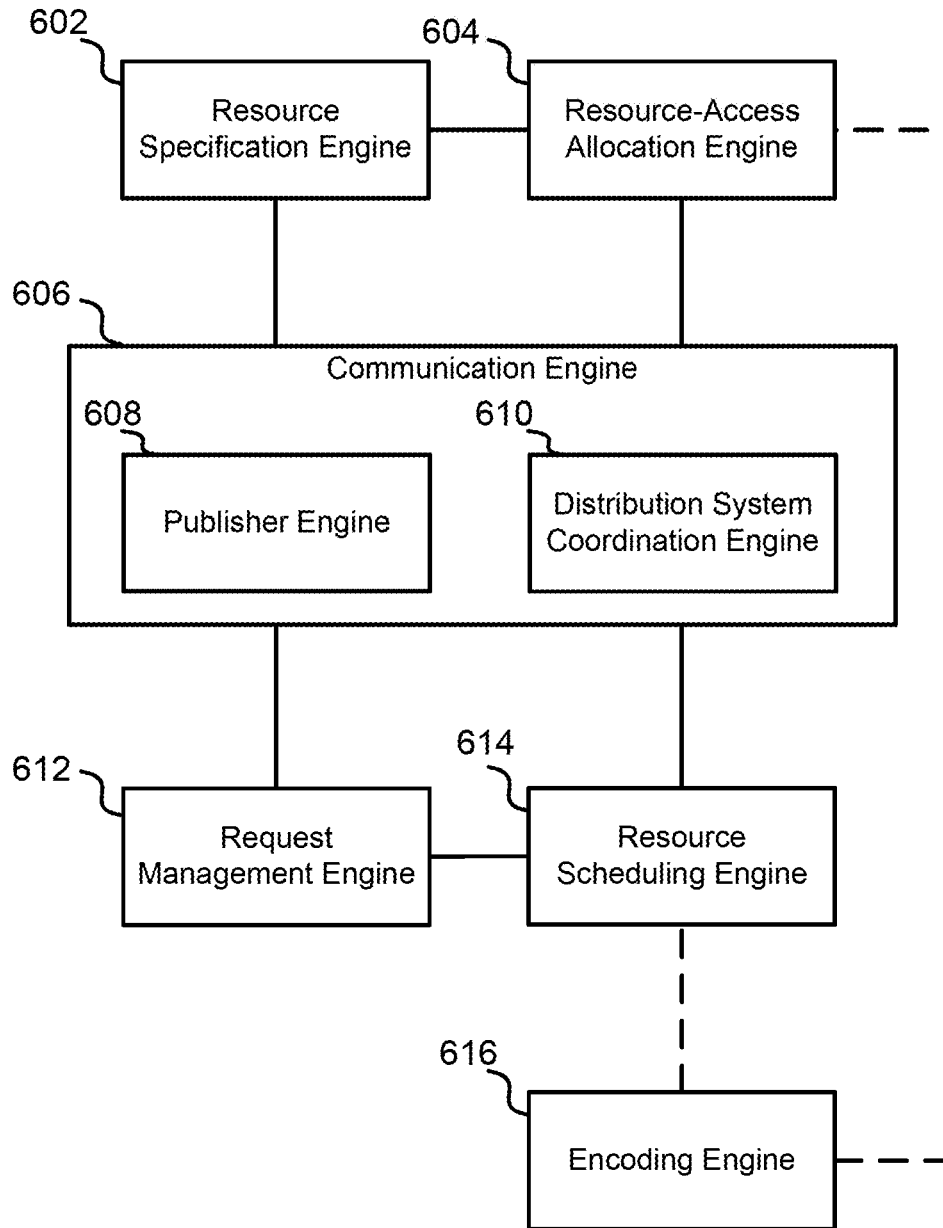 602
604
Resource
Specification Engine
Resource-Access
Allocation Engine
606
Communication Engine
608
610
Publisher Engine
Distribution System
Coordination Engine
612
614
Request
Management Engine
Resource
Scheduling Engine
616
Encoding Engine